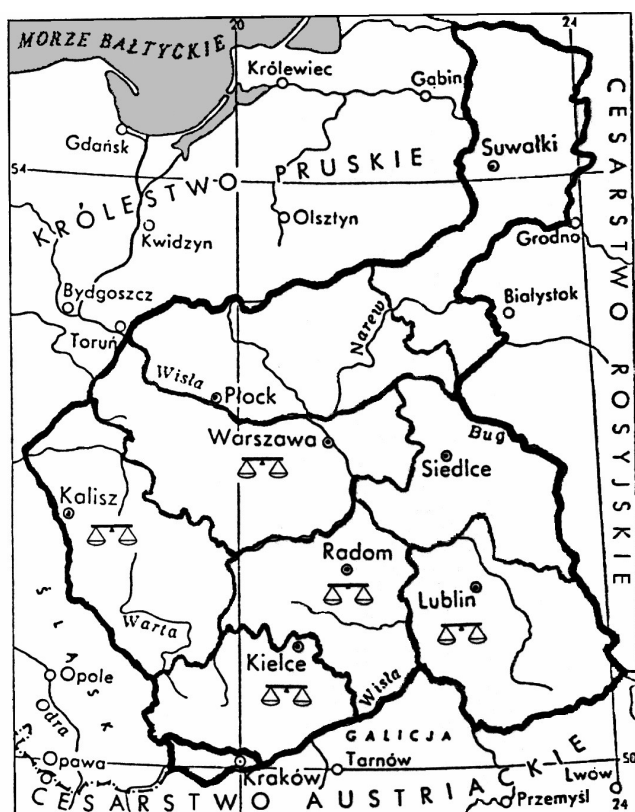 20
24
MORZE BAŁTYCKIE
Królewiec
Gąbin
Gdańsk
Suwałki
CESARSTWO ROSYJSKIE
54
KRÓLESTWO PRUSKIE
Olsztyn
Kwidzyn
Grodno
Bydgoszcz
Białystok
Toruń
Narew
Wisła
Płock
Bug
Warszawa
Siedlce
Kalisz
Radom
Lublin
ŚLĄSK
Warta
Kielce
Wisła
Opole
Odra
GALICJA
Opawa
Kraków
Tarnów
50
Lwów
CESARSTWO AUSTRIACKIE
Przemyśl
24